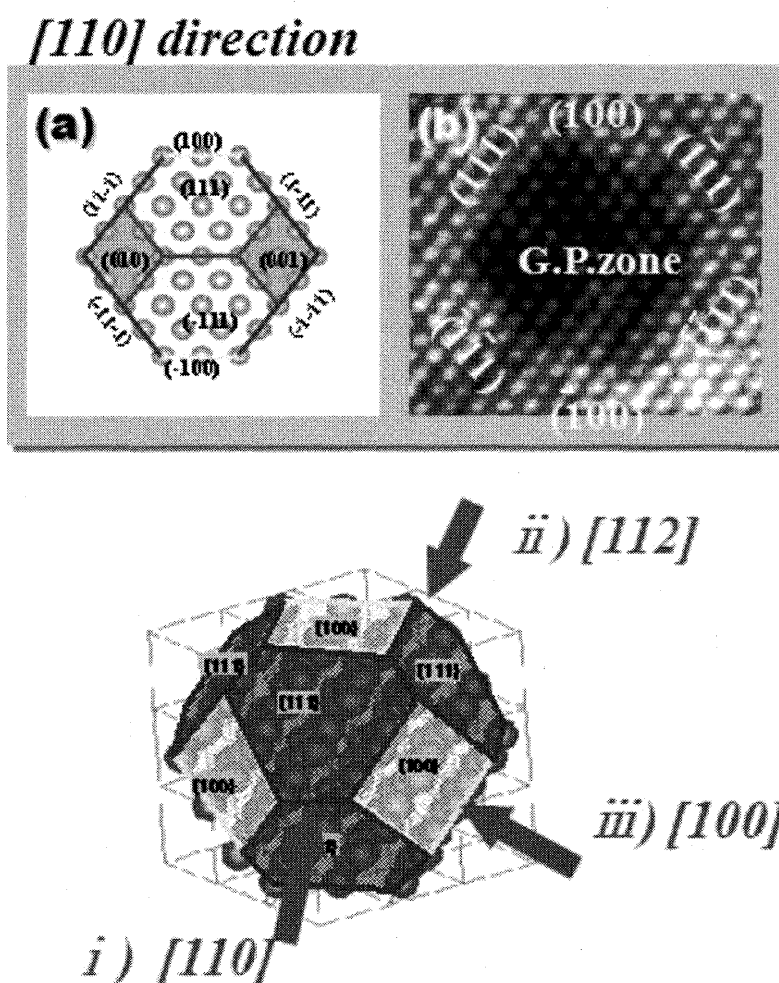 [110] direction
(a)
(100)
(111)
(010)
(001)
(-111)
(-100)
(b)
(100)
G.P.zone
(100)
ii) [112]
{100}
{111}
{111}
{111}
{100}
{100}
iii) [100]
i) [110]